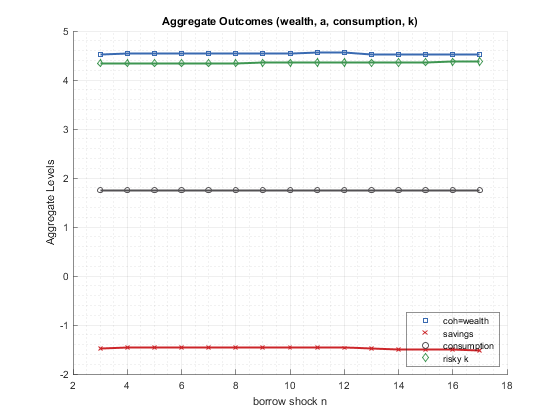 Aggregate Outcomes (wealth, a, consumption, k)
5
4
3
2
1
0
-1
-2
Aggregate Levels
coh=wealth
savings
consumption
risky k
2
4
6
8
10
12
14
16
18
borrow shock n